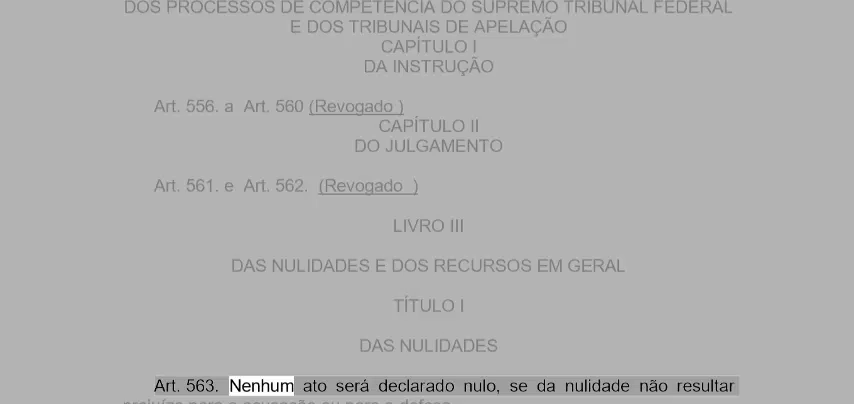 DOS PROCESSOS DE COMPETÊNCIA DO SUPREMO TRIBUNAL FEDERAL
E DOS TRIBUNAIS DE APELAÇÃO
CAPÍTULO I
DA INSTRUÇÃO
Art. 556. a Art. 560 (Revogado )
CAPÍTULO II
DO JULGAMENTO
Art. 561. e Art. 562. (Revogado )
LIVRO III
DAS NULIDADES E DOS RECURSOS EM GERAL
TÍTULO I
DAS NULIDADES
Art. 563. Nenhum ato será declarado nulo, se da nulidade não resultar